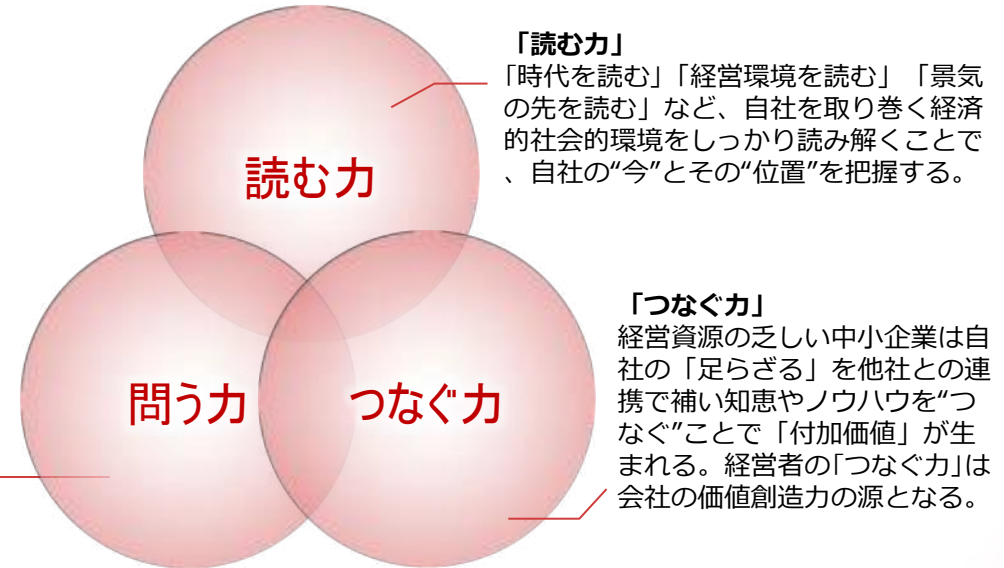 「読む力」
「時代を読む」「経営環境を読む」「景気
の先を読む」など、自社を取り巻く経済
的社会的環境をしっかり読み解くことで
、自社の“今”とその“位置”を把握する。
読む力
「つなぐ力」
経営資源の乏しい中小企業は自
社の「足らざる」を他社との連
携で補い知恵やノウハウを“つ
なぐ”ことで「付加価値」が生
まれる。経営者の「つなぐ力」は
会社の価値創造力の源となる。
問う力
つなぐ力